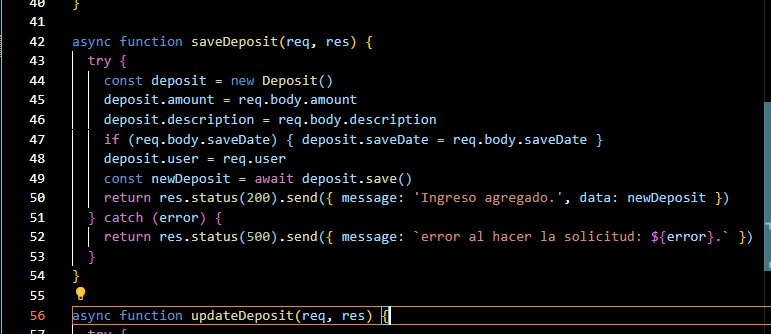 40 }
41
42 async function saveDeposit(req, res) {
43 try {
44 const deposit = new Deposit()
45 deposit.amount = req.body.amount
46 deposit.description = req.body.description
47 if (req.body.saveDate) { deposit.saveDate = req.body.saveDate }
48 deposit.user = req.user
49 const newDeposit = await deposit.save()
50 return res.status(200).send({ message: 'Ingreso agregado.', data: newDeposit })
51 } catch (error) {
52 return res.status(500).send({ message: `error al hacer la solicitud: ${error}.` })
53 }
54 }
55
56 async function updateDeposit(req, res) {
57 try {